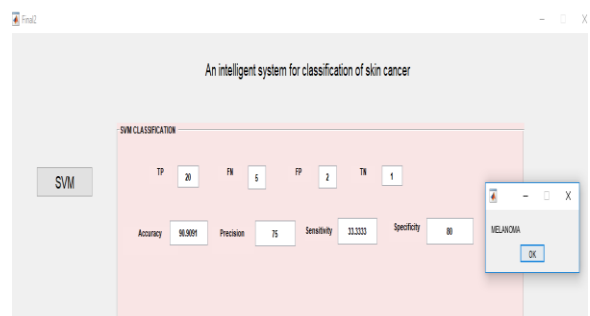 Final2
An intelligent system for classification of skin cancer
SVM CLASSIFICATION
SVM
TP 20 FN 5 FP 2 TN 1
Accuracy 90.9091 Precision 75 Sensitivity 33.3333 Specificity 80
MELANOMA
OK